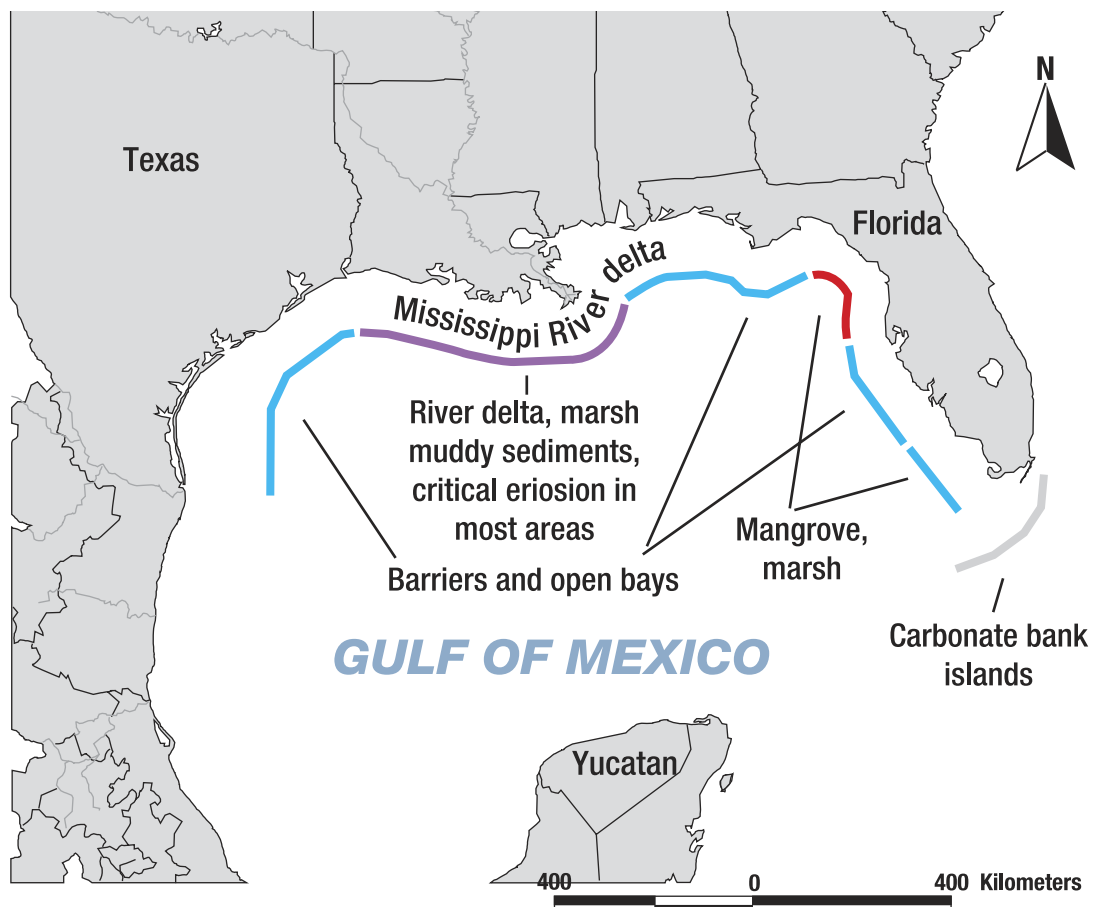 N
Texas
Florida
Mississippi River delta
River delta, marsh
muddy sediments,
critical eriosion in
most areas
Mangrove,
marsh
Barriers and open bays
Carbonate bank
islands
GULF OF MEXICO
Yucatan
400 0 400 Kilometers